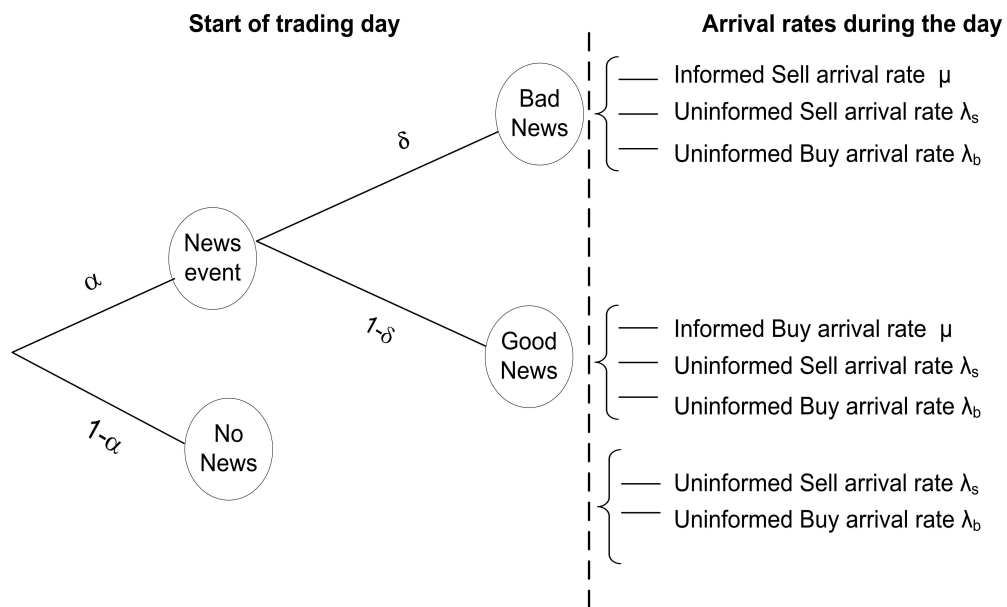 Start of trading day
Arrival rates during the day
Bad
News
Informed Sell arrival rate μ
Uninformed Sell arrival rate λs
Uninformed Buy arrival rate λb
δ
News
event
α
1-δ
Good
News
Informed Buy arrival rate μ
Uninformed Sell arrival rate λs
Uninformed Buy arrival rate λb
1-α
No
News
Uninformed Sell arrival rate λs
Uninformed Buy arrival rate λb